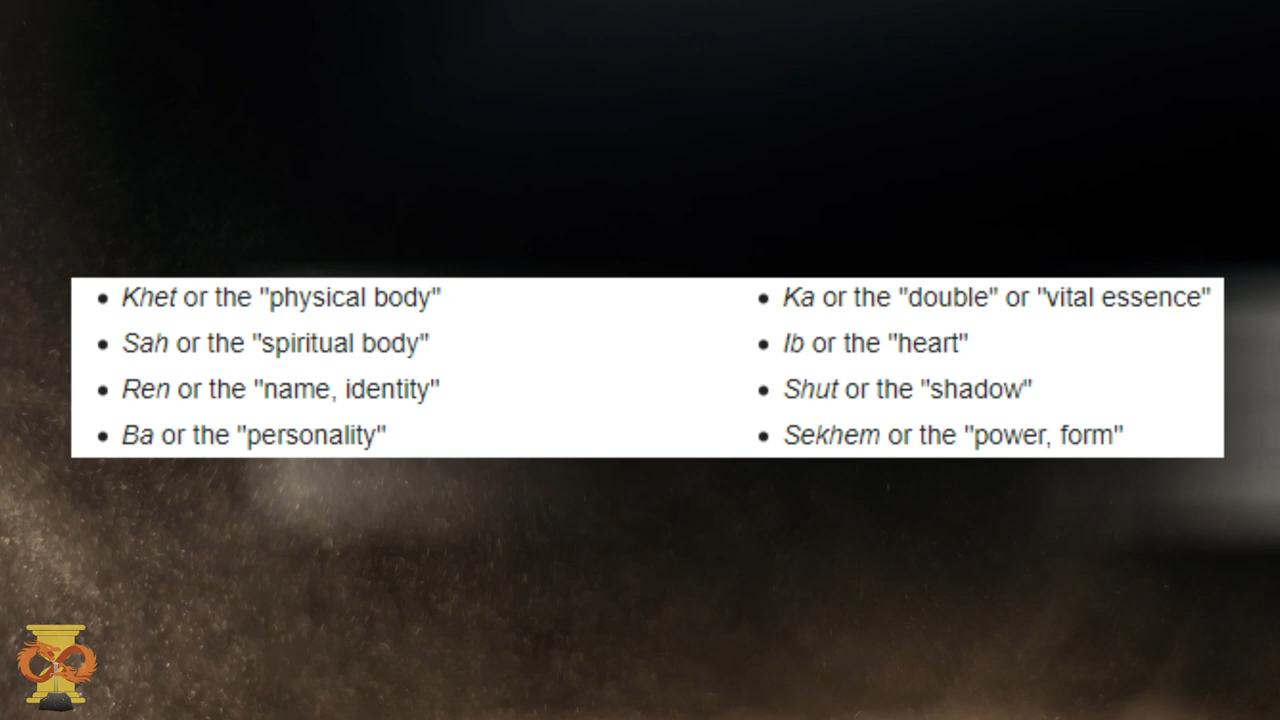 • Khet or the "physical body"
• Sah or the "spiritual body"
• Ren or the "name, identity"
• Ba or the "personality"
• Ka or the "double" or "vital essence"
• Ib or the "heart"
• Shut or the "shadow"
• Sekhem or the "power, form"